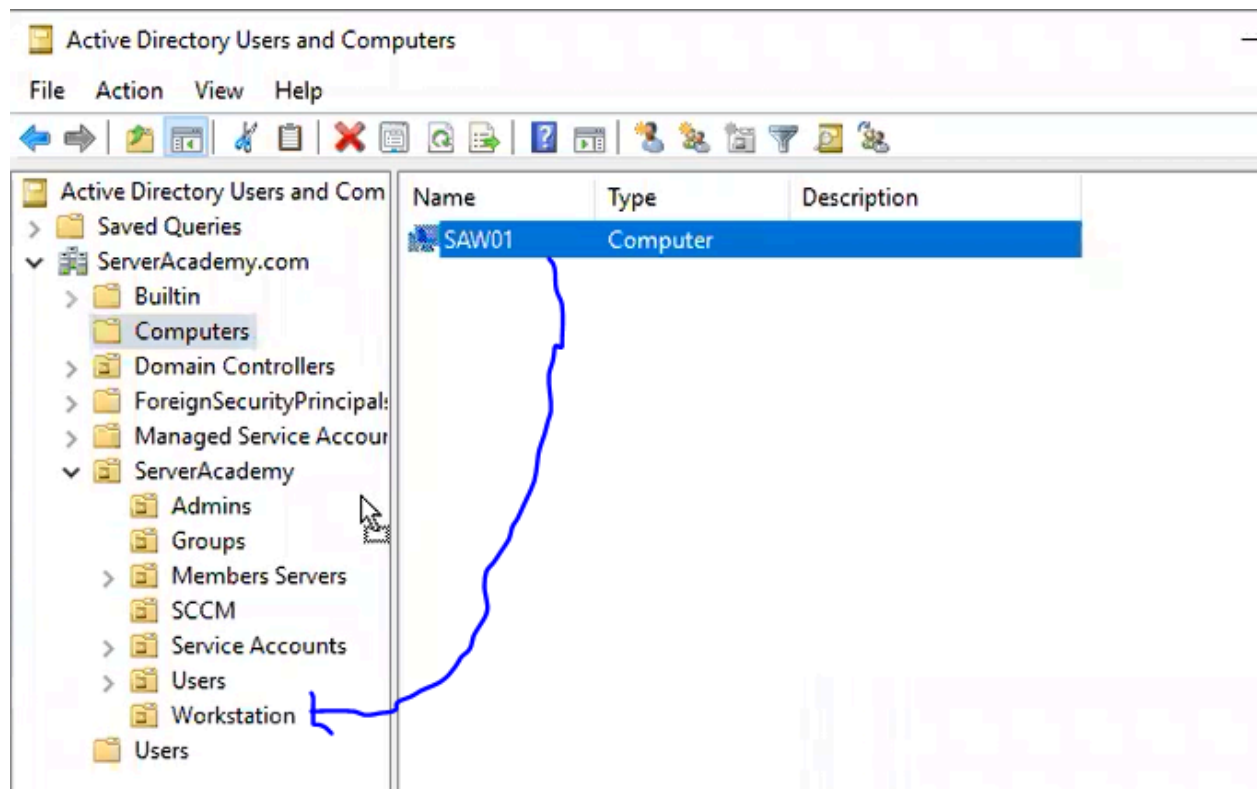 Active Directory Users and Computers
File Action View Help
Active Directory Users and Com
Name Type Description
Saved Queries
SAW01 Computer
ServerAcademy.com
Builtin
Computers
Domain Controllers
ForeignSecurityPrincipals
Managed Service Accour
ServerAcademy
Admins
Groups
Members Servers
SCCM
Service Accounts
Users
Workstation
Users